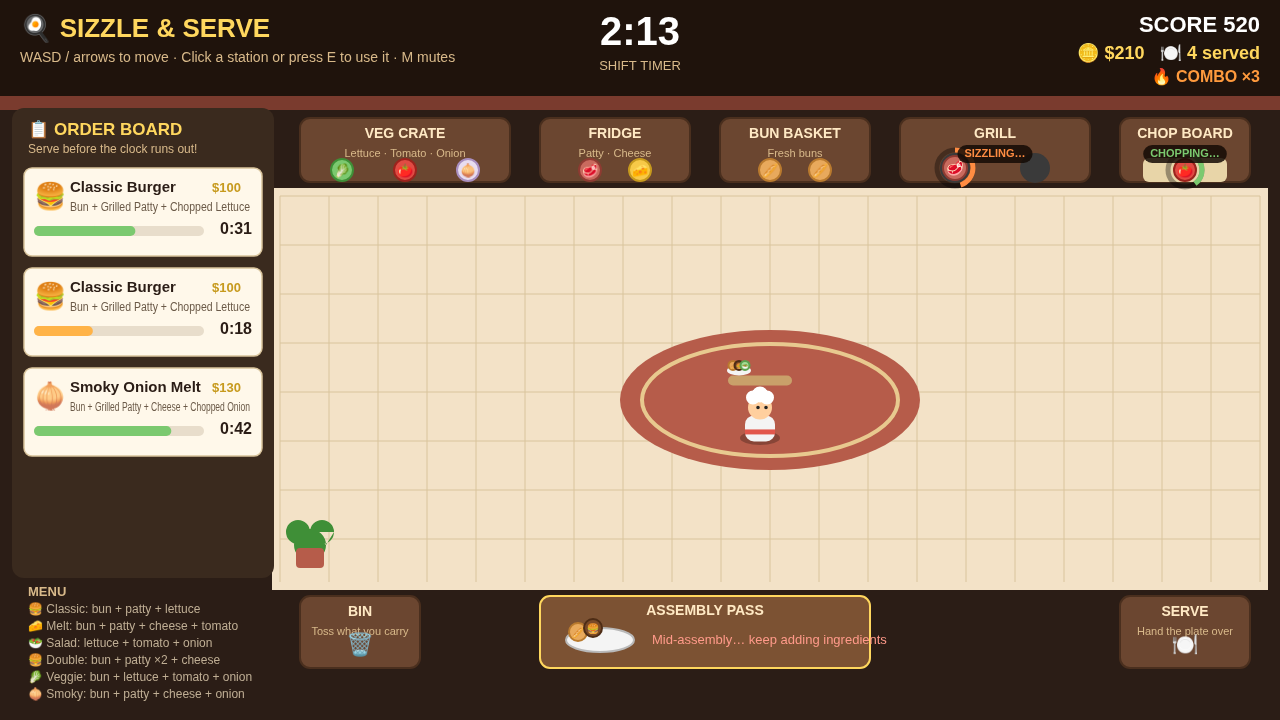 🍳 SIZZLE & SERVE
WASD / arrows to move · Click a station or press E to use it · M mutes
2:13
SHIFT TIMER
SCORE 520
🪙 $210 🍽️ 4 served
🔥 COMBO ×3
📋 ORDER BOARD
Serve before the clock runs out!
Classic Burger $100
Bun + Grilled Patty + Chopped Lettuce
0:31
Classic Burger $100
Bun + Grilled Patty + Chopped Lettuce
0:18
Smoky Onion Melt $130
Bun + Grilled Patty + Cheese + Chopped Onion
0:42
VEG CRATE
Lettuce · Tomato · Onion
FRIDGE
Patty · Cheese
BUN BASKET
Fresh buns
GRILL
SIZZLING…
CHOP BOARD
CHOPPING…
MENU
🍔 Classic: bun + patty + lettuce
🧀 Melt: bun + patty + cheese + tomato
🥗 Salad: lettuce + tomato + onion
🍔 Double: bun + patty ×2 + cheese
🥬 Veggie: bun + lettuce + tomato + onion
🧅 Smoky: bun + patty + cheese + onion
BIN
Toss what you carry
ASSEMBLY PASS
Mid-assembly… keep adding ingredients
SERVE
Hand the plate over